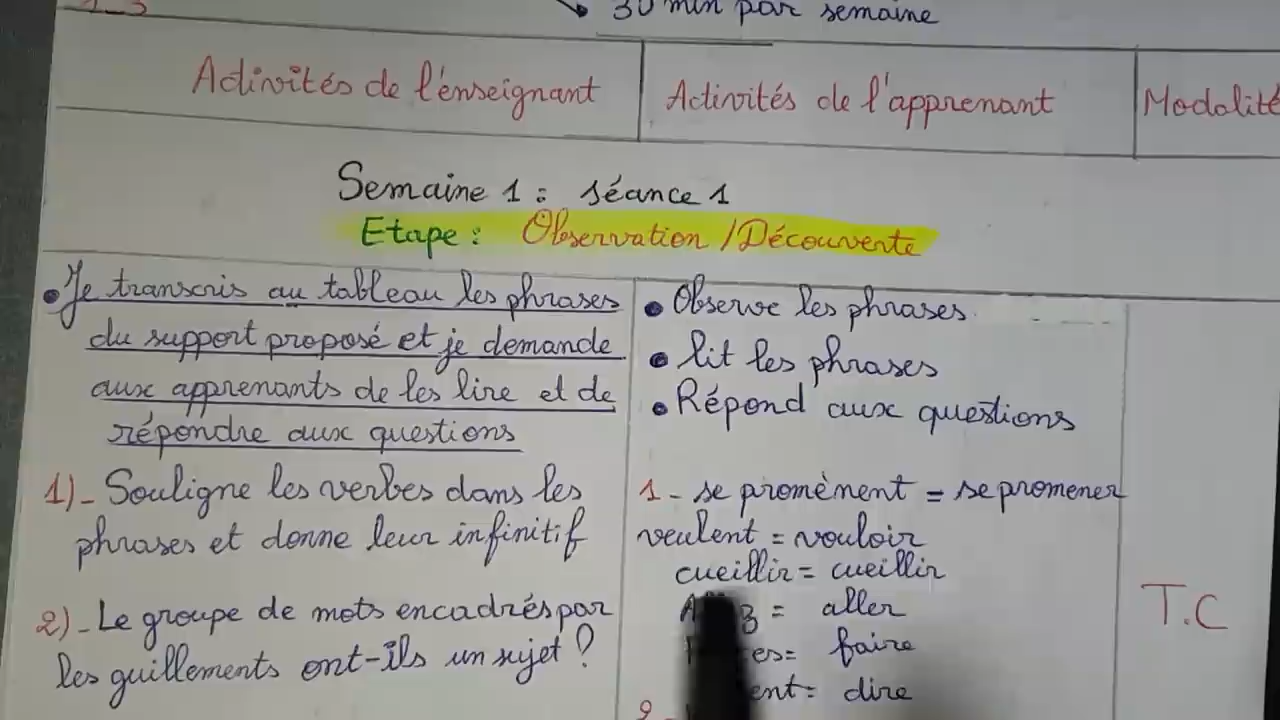 30 min par semaine
Activités de l'énseignant
Activités de l'apprenant
Modalité
Semaine 1 : séance 1
Etape : Observation / Découverte
• Je transcris au tableau les phrases
du support proposé et je demande
aux apprenants de les lire et de
répondre aux questions
1)- Souligne les verbes dans les
phrases et donne leur infinitif
2)- Le groupe de mots encadrés par
les guillements ont-ils un sujet ?
• Observe les phrases
• lit les phrases
• Répond aux questions
1 - se promènent = se promener
veulent = vouloir
cueillir = cueillir
= aller
= faire
= dire
T.C